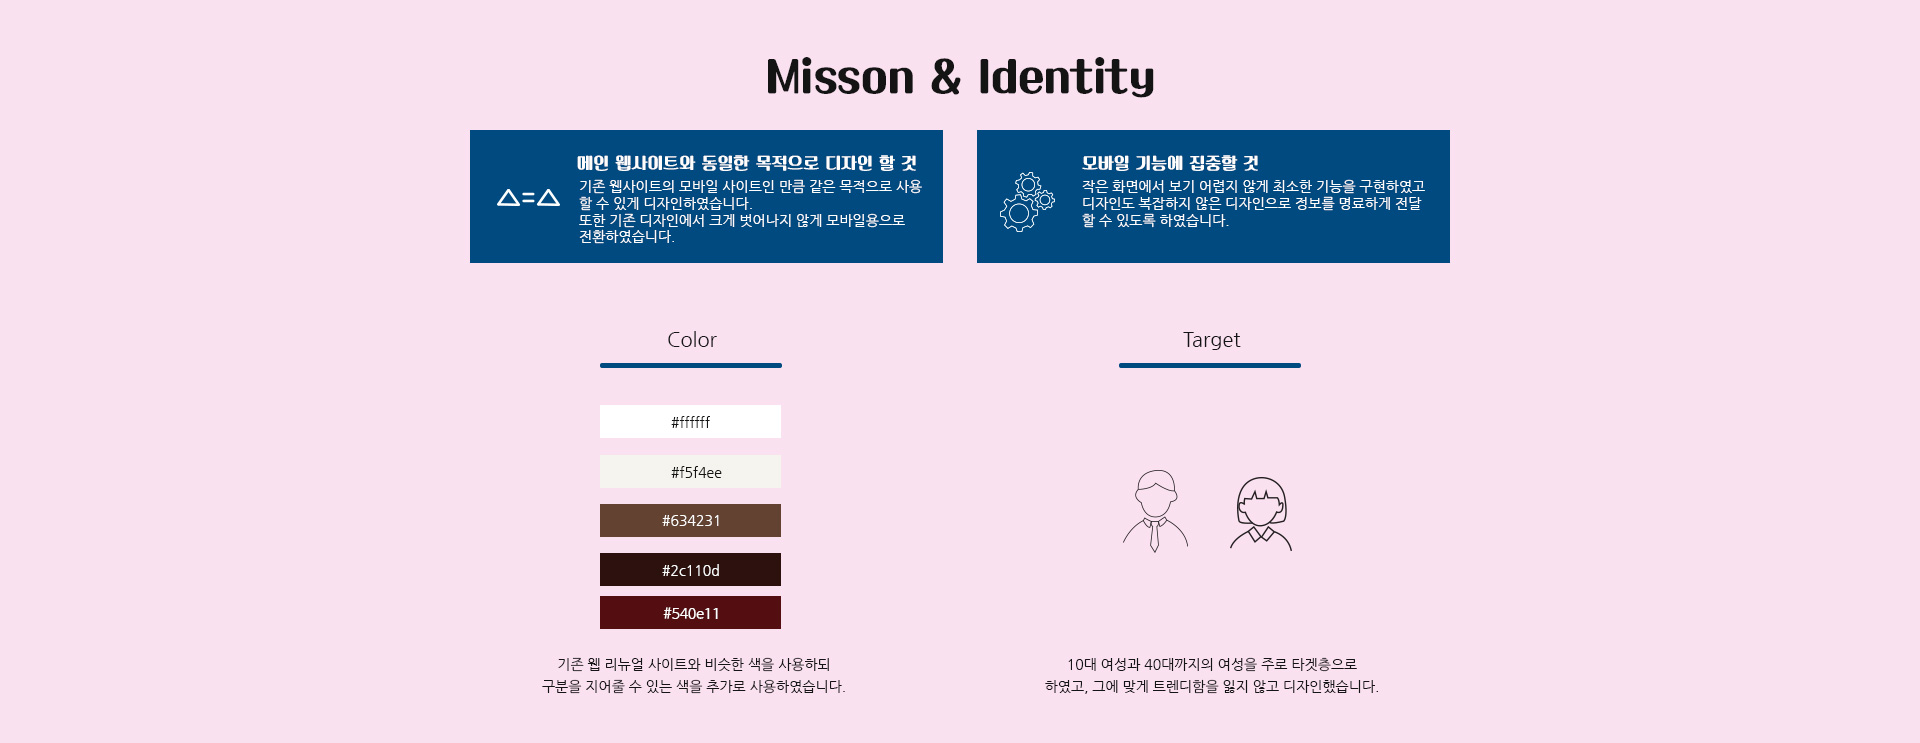 Misson & Identity
메인 웹사이트와 동일한 목적으로 디자인 할 것
기존 웹사이트의 모바일 사이트인 만큼 같은 목적으로 사용
할 수 있게 디자인하였습니다.
또한 기존 디자인에서 크게 벗어나지 않게 모바일용으로
전환하였습니다.
모바일 기능에 집중할 것
작은 화면에서 보기 어렵지 않게 최소한 기능을 구현하였고
디자인도 복잡하지 않은 디자인으로 정보를 명료하게 전달
할 수 있도록 하였습니다.
Color
#ffffff
#f5f4ee
#634231
#2c110d
#540e11
기존 웹 리뉴얼 사이트와 비슷한 색을 사용하되
구분을 지어줄 수 있는 색을 추가로 사용하였습니다.
Target
10대 여성과 40대까지의 여성을 주로 타겟층으로
하였고, 그에 맞게 트렌디함을 잃지 않고 디자인했습니다.